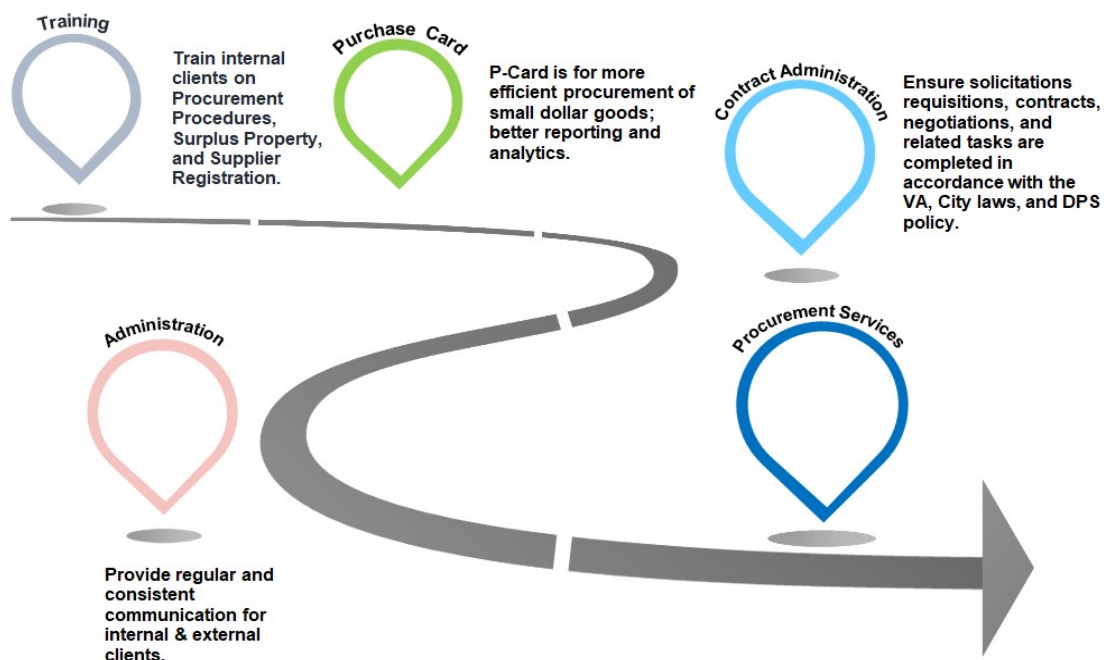 Training
Train internal
clients on
Procurement
Procedures,
Surplus Property,
and Supplier
Registration.
Purchase Card
P-Card is for more
efficient procurement of
small dollar goods;
better reporting and
analytics.
Contract Administration
Ensure solicitations
requisitions, contracts,
negotiations, and
related tasks are
completed in
accordance with the
VA, City laws, and DPS
policy.
Administration
Provide regular and
consistent
communication for
internal & external
clients.
Procurement Services